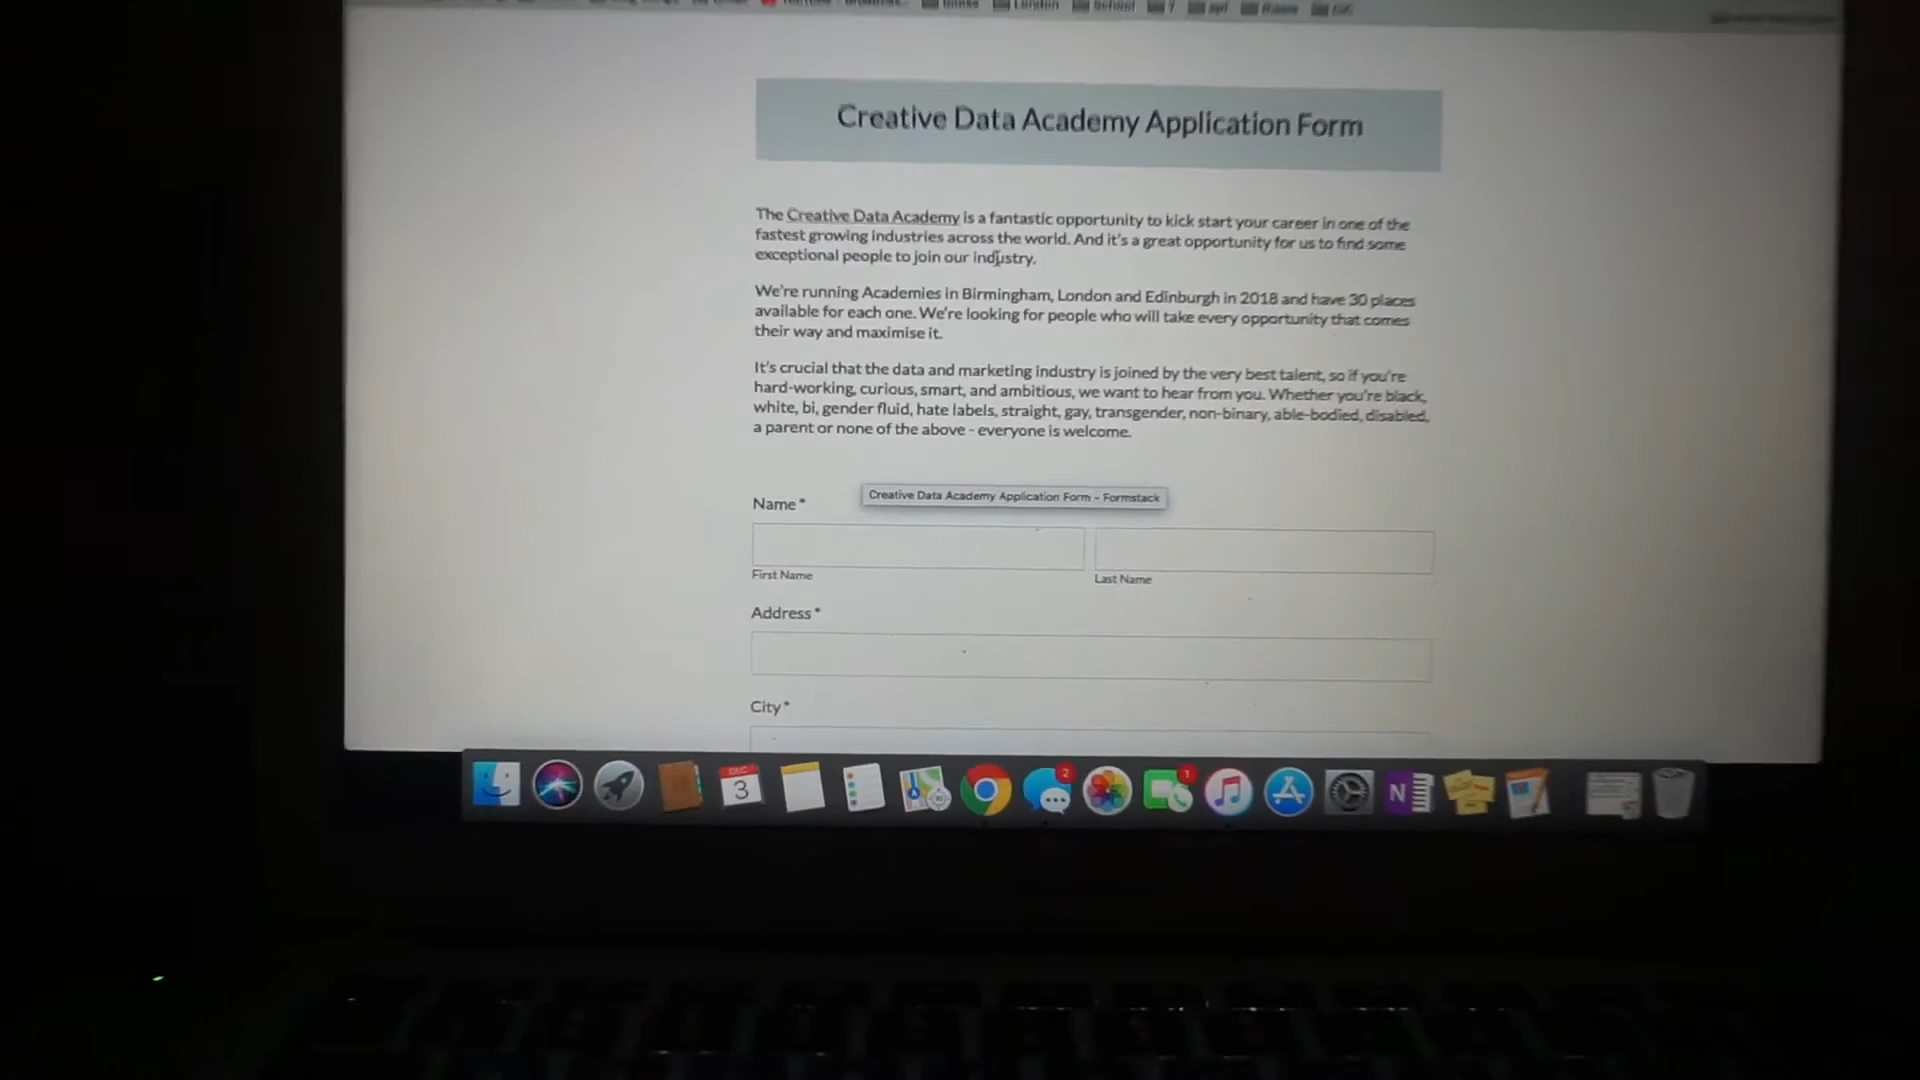 London
School
Creative Data Academy Application Form
The Creative Data Academy is a fantastic opportunity to kick start your career in one of the
fastest growing industries across the world. And it's a great opportunity for us to find some
exceptional people to join our industry.
We're running Academies in Birmingham, London and Edinburgh in 2018 and have 30 places
available for each one. We're looking for people who will take every opportunity that comes
their way and maximise it.
It's crucial that the data and marketing industry is joined by the very best talent, so if you're
hard-working, curious, smart, and ambitious, we want to hear from you. Whether you're black,
white, bi, gender fluid, hate labels, straight, gay, transgender, non-binary, able-bodied, disabled,
a parent or none of the above - everyone is welcome.
Creative Data Academy Application Form - Formstack
Name*
First Name
Last Name
Address*
City*
DEC
3
2
1
N